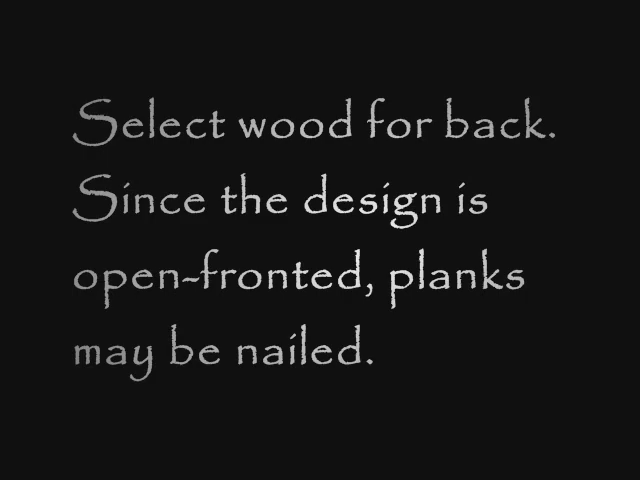 Select wood for back.
Since the design is
open-fronted, planks
may be nailed.